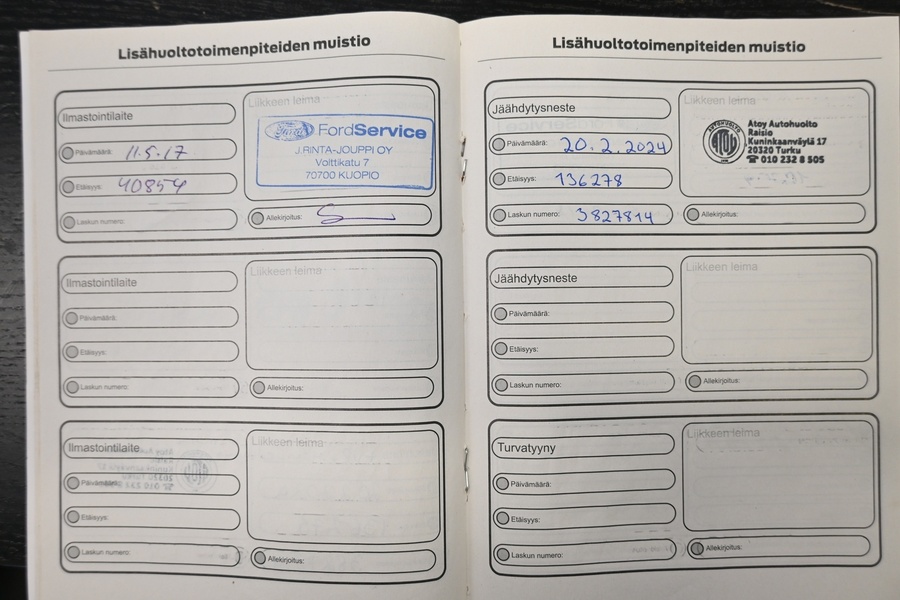 Lisähuoltotoimenpiteiden muistio
Ilmastointilaite
Päivämäärä: 11.5.17
Etäisyys: 40854
Laskun numero:
Liikkeen leima
Ford FordService
J.RINTA-JOUPPI OY
Volttikatu 7
70700 KUOPIO
Allekirjoitus:
Ilmastointilaite
Päivämäärä:
Etäisyys:
Laskun numero:
Liikkeen leima
Allekirjoitus:
Ilmastointilaite
Päivämäärä:
Etäisyys:
Laskun numero:
Liikkeen leima
Allekirjoitus:
Lisähuoltotoimenpiteiden muistio
Jäähdytysneste
Päivämäärä: 20.2.2024
Etäisyys: 136278
Laskun numero: 3827814
Liikkeen leima
AUTOHUOLTO
ATOY
Atoy Autohuolto
Raisio
Kuninkaanväylä 17
20320 Turku
☎ 010 232 8 505
Allekirjoitus:
Jäähdytysneste
Päivämäärä:
Etäisyys:
Laskun numero:
Liikkeen leima
Allekirjoitus:
Turvatyyny
Päivämäärä:
Etäisyys:
Laskun numero:
Liikkeen leima
Allekirjoitus: